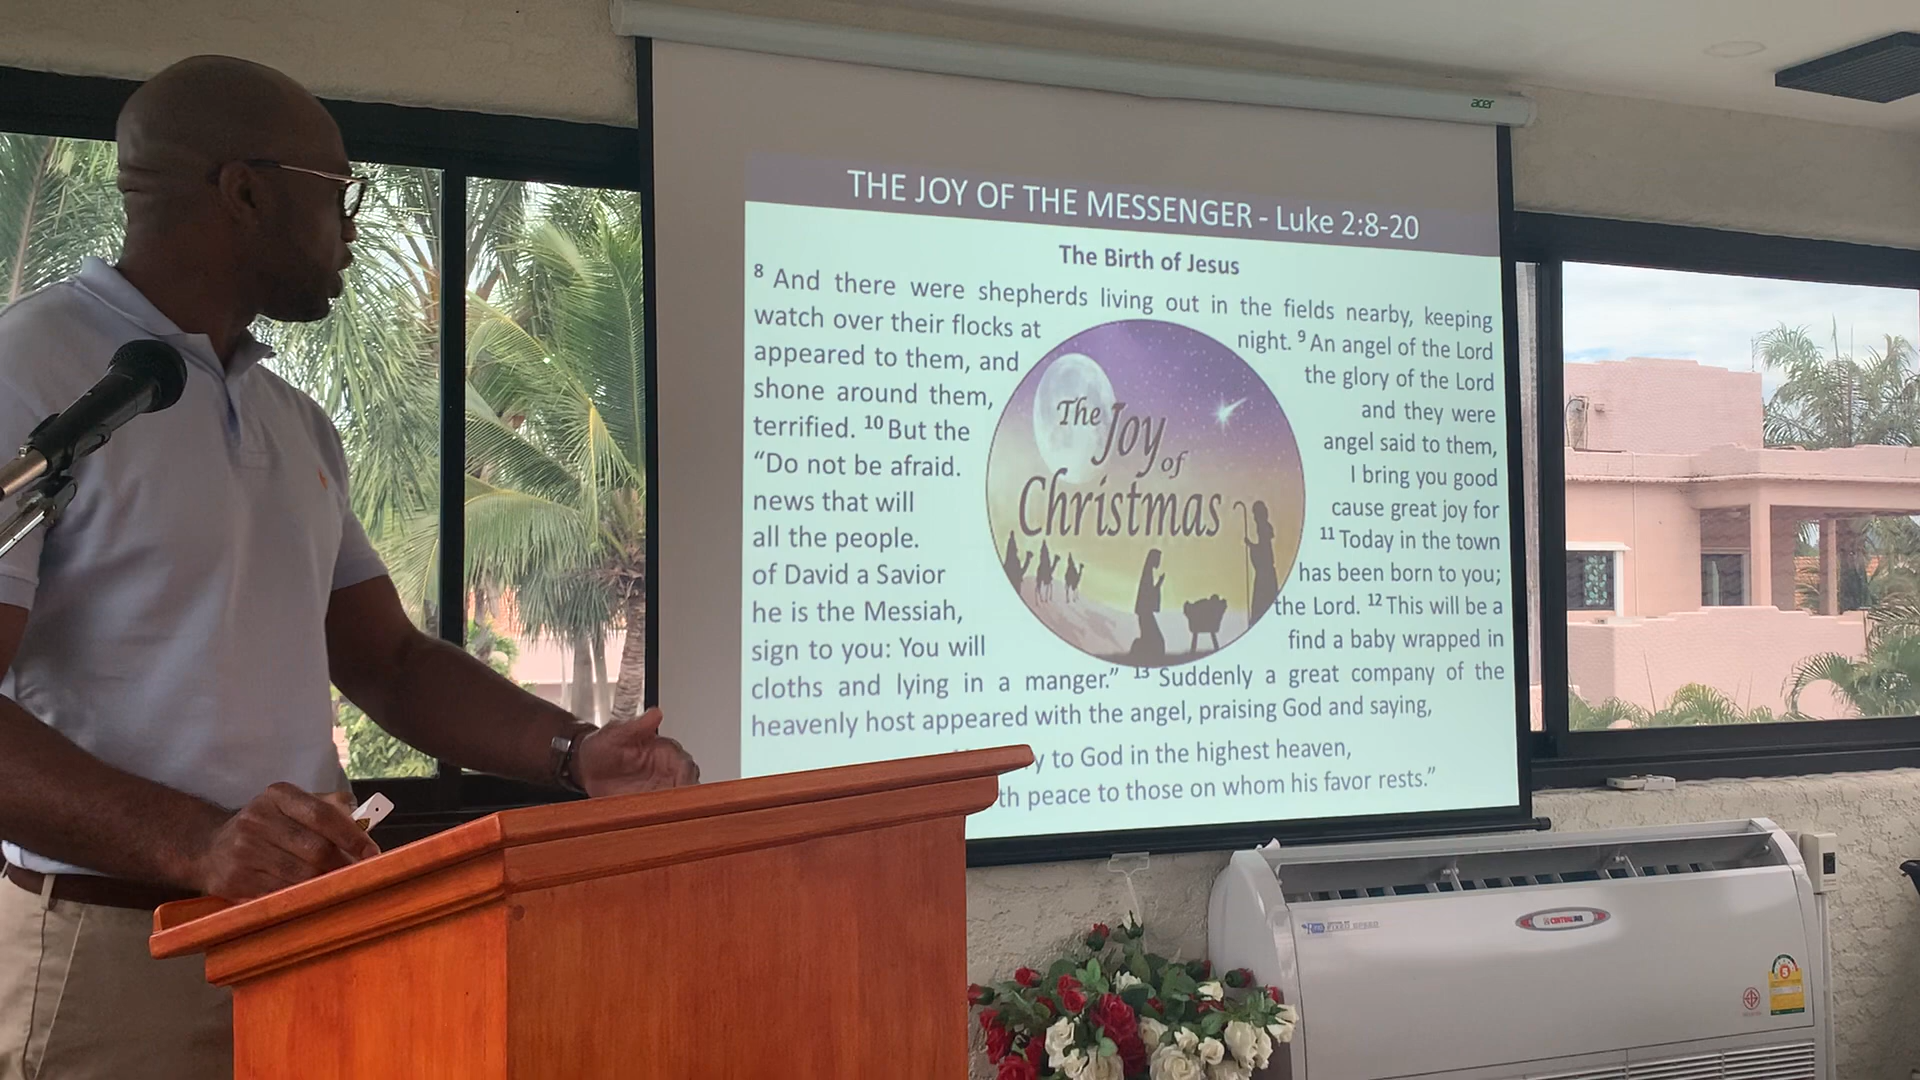 acer
THE JOY OF THE MESSENGER - Luke 2:8-20
The Birth of Jesus
8 And there were shepherds living out in the fields nearby, keeping
watch over their flocks at night. 9 An angel of the Lord
appeared to them, and the glory of the Lord
shone around them, and they were
terrified. 10 But the angel said to them,
“Do not be afraid. I bring you good
news that will cause great joy for
all the people. 11 Today in the town
of David a Savior has been born to you;
he is the Messiah, the Lord. 12 This will be a
sign to you: You will find a baby wrapped in
cloths and lying in a manger.” 13 Suddenly a great company of the
heavenly host appeared with the angel, praising God and saying,
y to God in the highest heaven,
th peace to those on whom his favor rests.”
The Joy
of
Christmas
CENTRAL AIR
FIXED SPEED
5